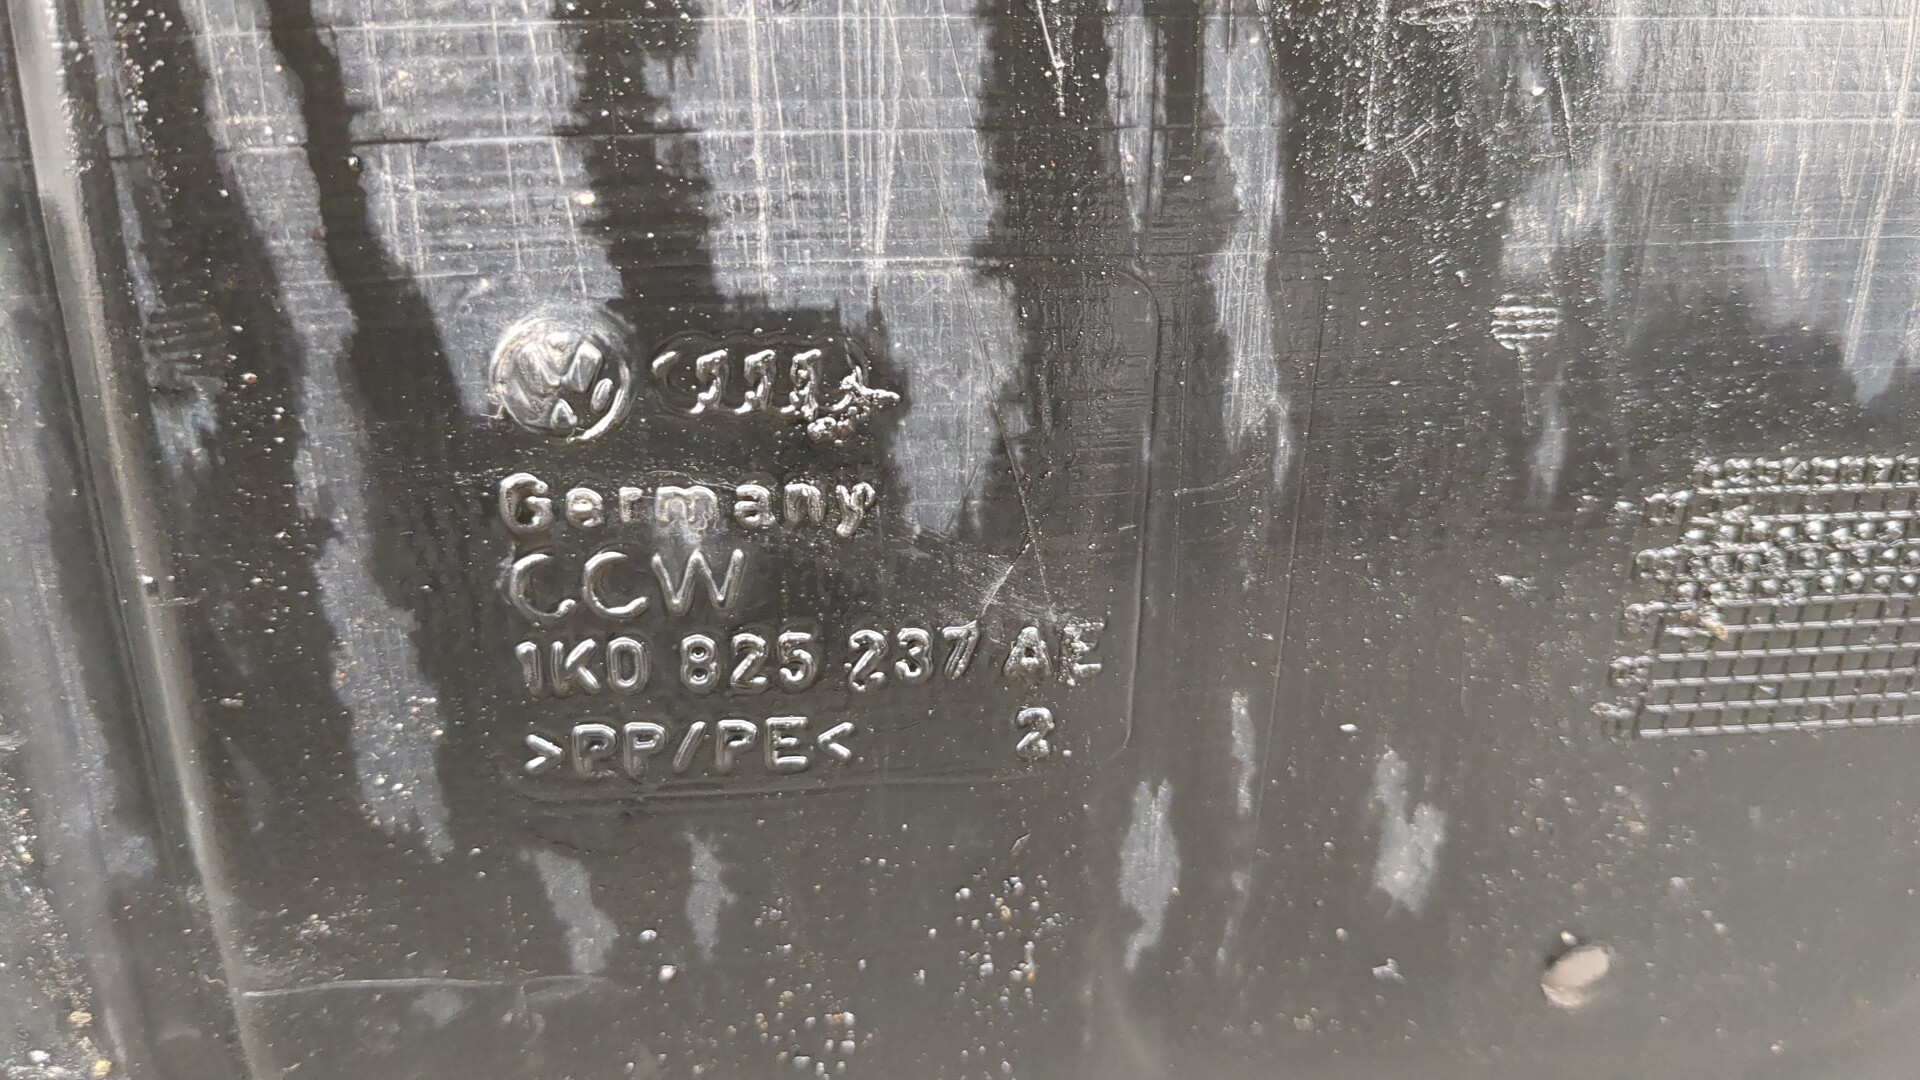 Germany
CCW
1K0 825 237 AE
>PP/PE< 2